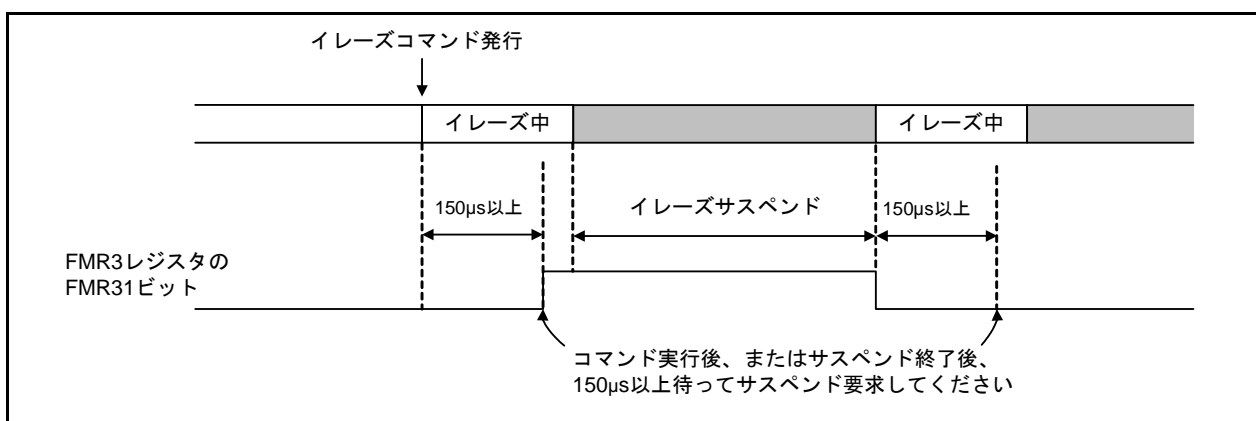 イレーズコマンド発行
イレーズ中
イレーズ中
150μs以上
イレーズサスペンド
150μs以上
FMR3レジスタの
FMR31ビット
コマンド実行後、またはサスペンド終了後、
150μs以上待ってサスペンド要求してください